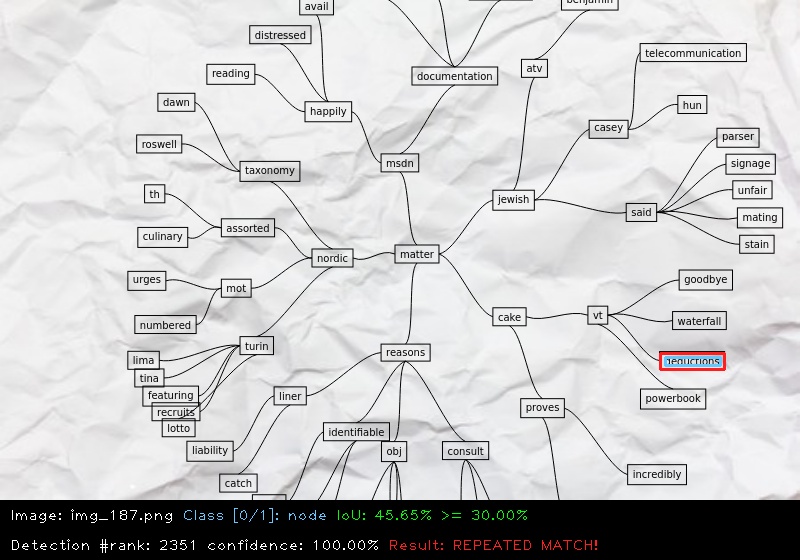 avail
benjamin
distressed
telecommunication
reading
documentation
atv
dawn
hun
happily
casey
parser
roswell
msdn
signage
taxonomy
unfair
th
jewish
said
mating
culinary
assorted
stain
nordic
matter
urges
mot
goodbye
numbered
cake
vt
waterfall
turin
reasons
deductions
lima
tina
featuring
liner
powerbook
recruits
proves
lotto
identifiable
liability
obj
consult
incredibly
catch
Image: img_187.png Class [0/1]: node IoU: 45.65% >= 30.00%
Detection #rank: 2351 confidence: 100.00% Result: REPEATED MATCH!